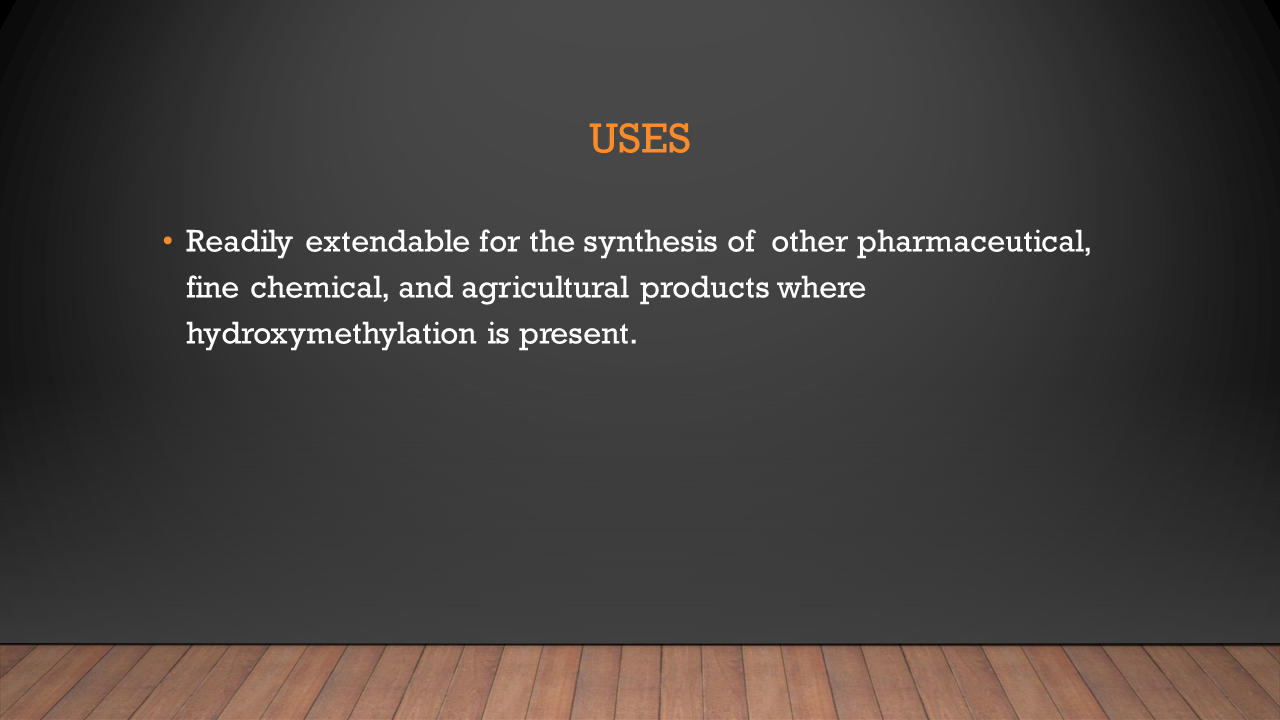 USES
• Readily extendable for the synthesis of other pharmaceutical,
fine chemical, and agricultural products where
hydroxymethylation is present.